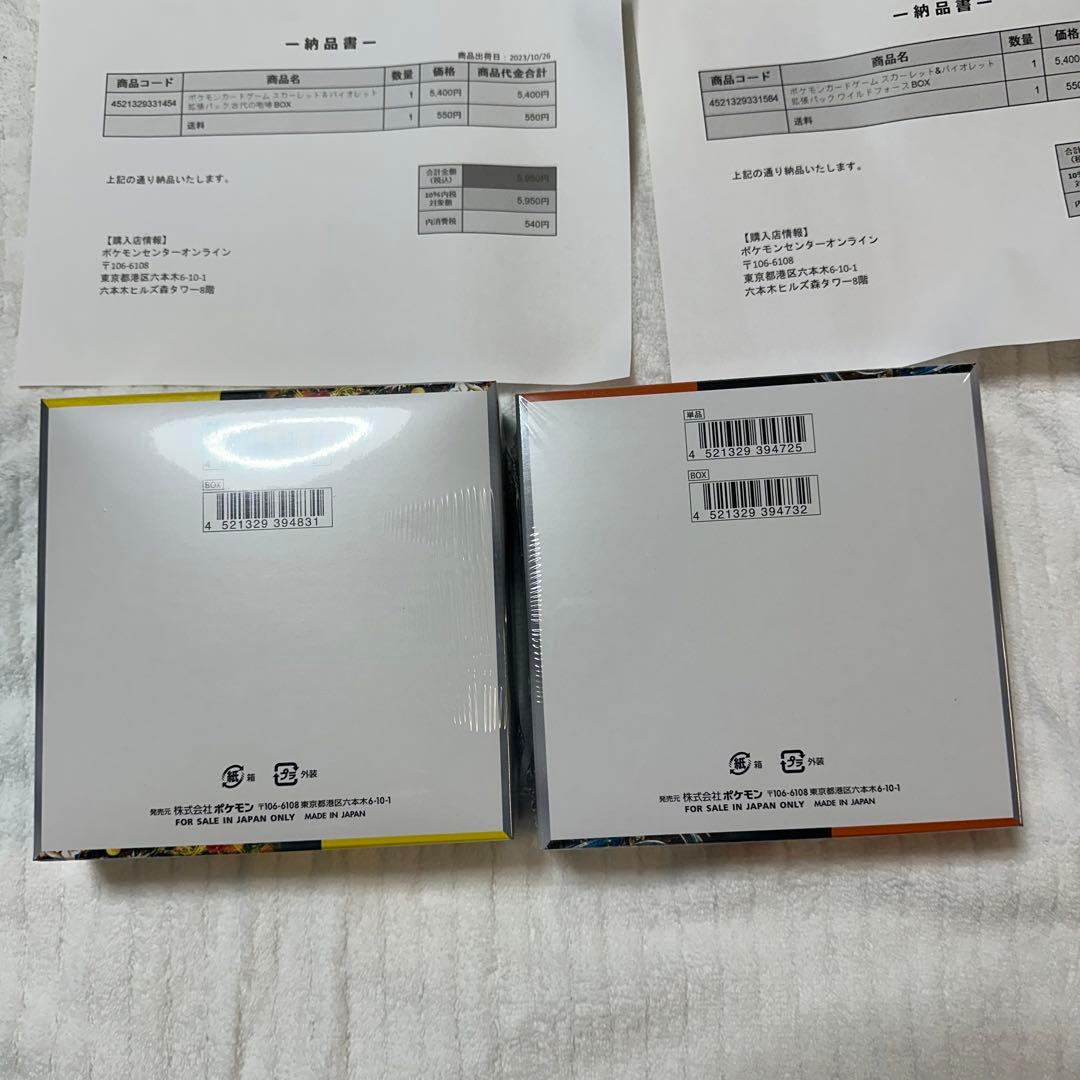 ー納品書ー
商品出荷日：2023/10/26
商品コード 商品名 数量 価格 商品代金合計
4521329331454 ポケモンカードゲーム スカーレット&バイオレット 1 5,400円 5,400円
拡張パック 古代の咆哮 BOX
送料 1 550円 550円
上記の通り納品いたします。
合計金額 5,950円
(税込)
10%内税 5,950円
対象額
内消費税 540円
【購入店情報】
ポケモンセンターオンライン
〒106-6108
東京都港区六本木6-10-1
六本木ヒルズ森タワー8階
ー納品書ー
商品コード 商品名 数量 価格
4521329331584 ポケモンカードゲーム スカーレット&バイオレット 1 5,400
拡張パック ワイルドフォース BOX
送料 1 550
上記の通り納品いたします。
合計
(税
10%
対
内
【購入店情報】
ポケモンセンターオンライン
〒106-6108
東京都港区六本木6-10-1
六本木ヒルズ森タワー8階
4
BOX
4 521329 394831
紙 箱 プラ 外装
発売元 株式会社 ポケモン 〒106-6108 東京都港区六本木6-10-1
FOR SALE IN JAPAN ONLY MADE IN JAPAN
単品
4 521329 394725
BOX
4 521329 394732
紙 箱 プラ 外装
発売元 株式会社 ポケモン 〒106-6108 東京都港区六本木6-10-1
FOR SALE IN JAPAN ONLY MADE IN JAPAN